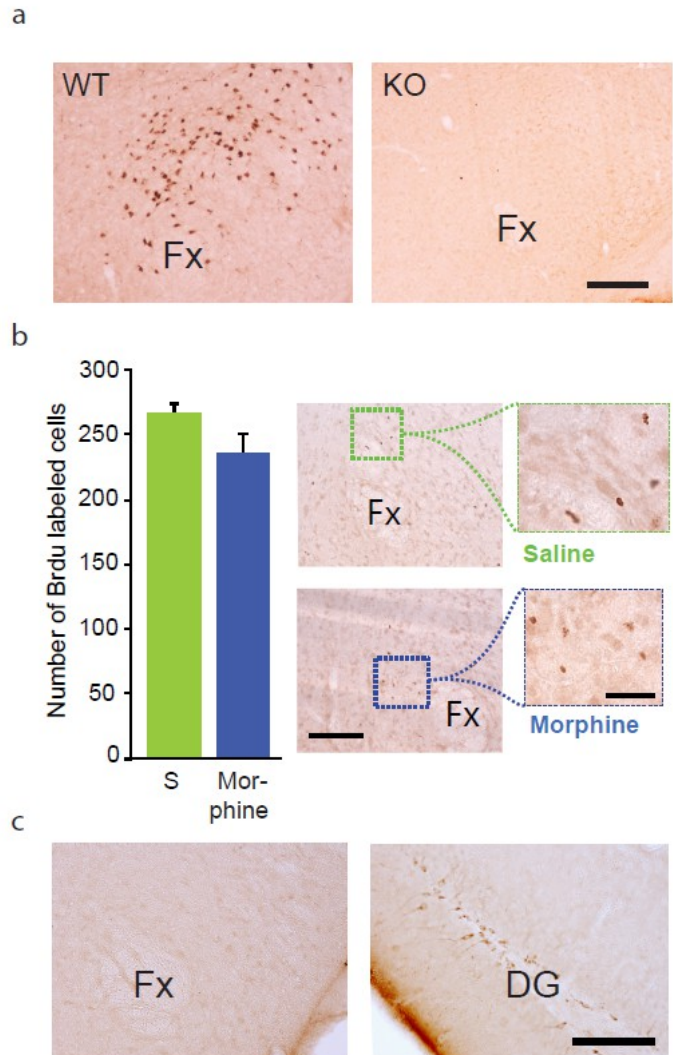 a
WT
KO
Fx
Fx
b
Number of Brdu labeled cells
300
250
200
150
100
50
0
S
Mor-
phine
Fx
Saline
Fx
Morphine
c
Fx
DG